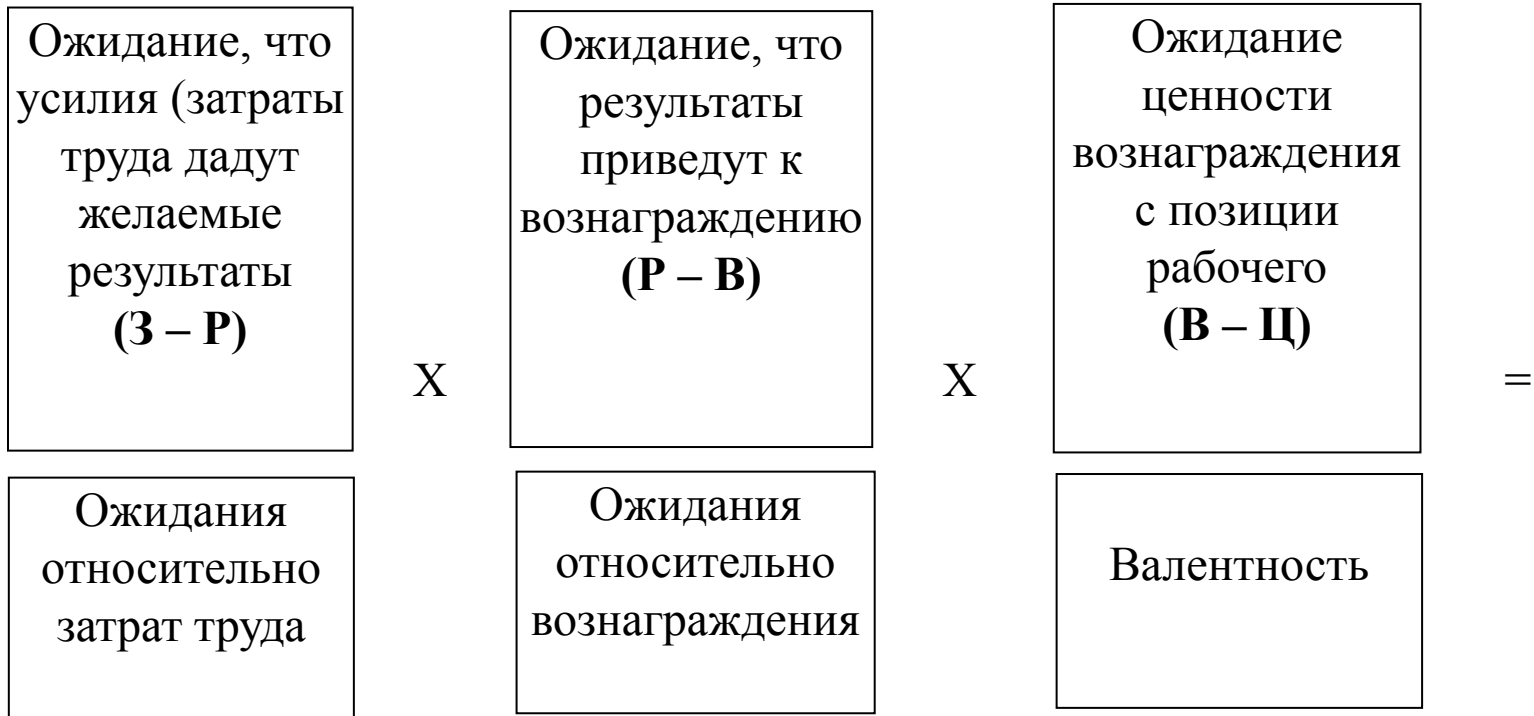 Ожидание, что
усилия (затраты
труда дадут
желаемые
результаты
(З – Р)
X
Ожидание, что
результаты
приведут к
вознаграждению
(Р – В)
X
Ожидание
ценности
вознаграждения
с позиции
рабочего
(В – Ц)
=
Ожидания
относительно
затрат труда
Ожидания
относительно
вознаграждения
Валентность